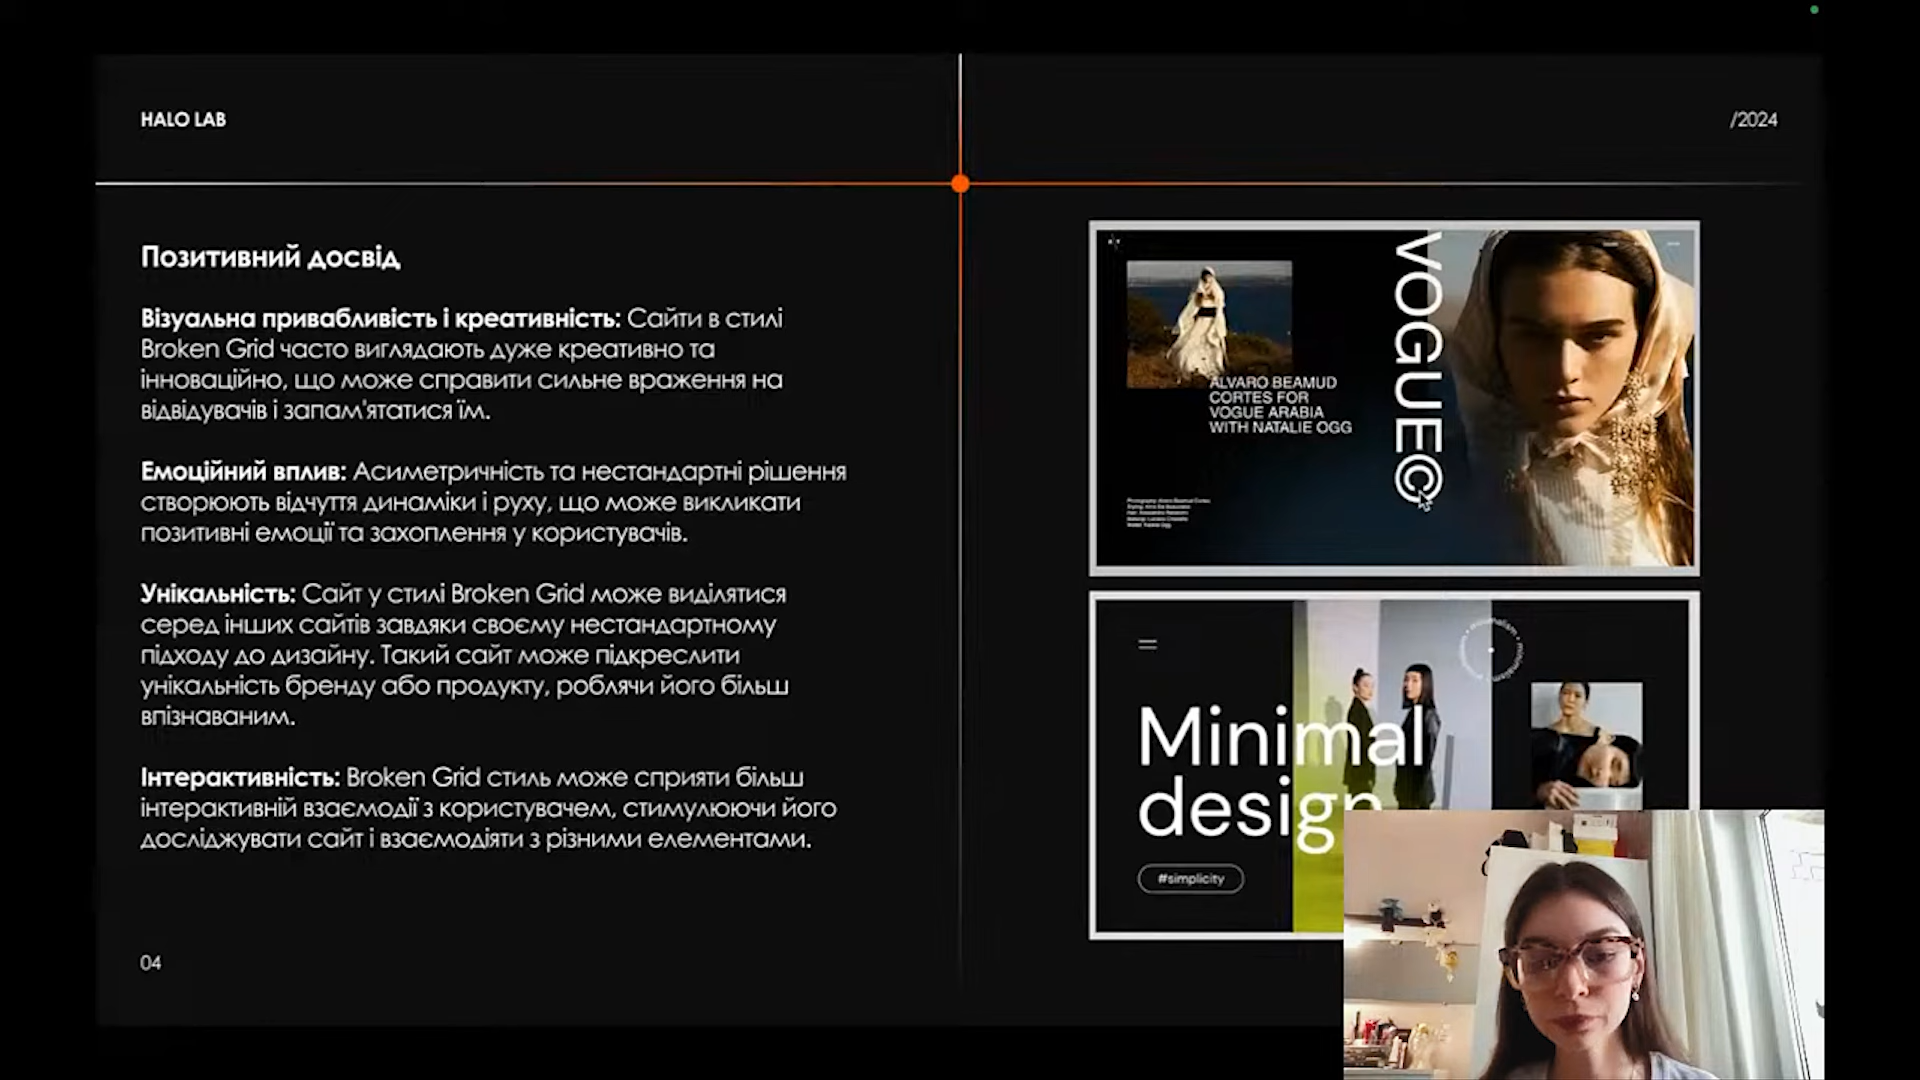 HALO LAB
/2024
Позитивний досвід
Візуальна привабливість і креативність: Сайти в стилі
Broken Grid часто виглядають дуже креативно та
інноваційно, що може справити сильне враження на
відвідувачів і запам'ятатися їм.
Емоційний вплив: Асиметричність та нестандартні рішення
створюють відчуття динаміки і руху, що може викликати
позитивні емоції та захоплення у користувачів.
Унікальність: Сайт у стилі Broken Grid може виділятися
серед інших сайтів завдяки своєму нестандартному
підходу до дизайну. Такий сайт може підкреслити
унікальність бренду або продукту, роблячи його більш
впізнаваним.
Інтерактивність: Broken Grid стиль може сприяти більш
інтерактивній взаємодії з користувачем, стимулюючи його
досліджувати сайт і взаємодіяти з різними елементами.
04
VOGUE©
ALVARO BEAMUD
CORTES FOR
VOGUE ARABIA
WITH NATALIE OGG
Minimal
design
#simplicity